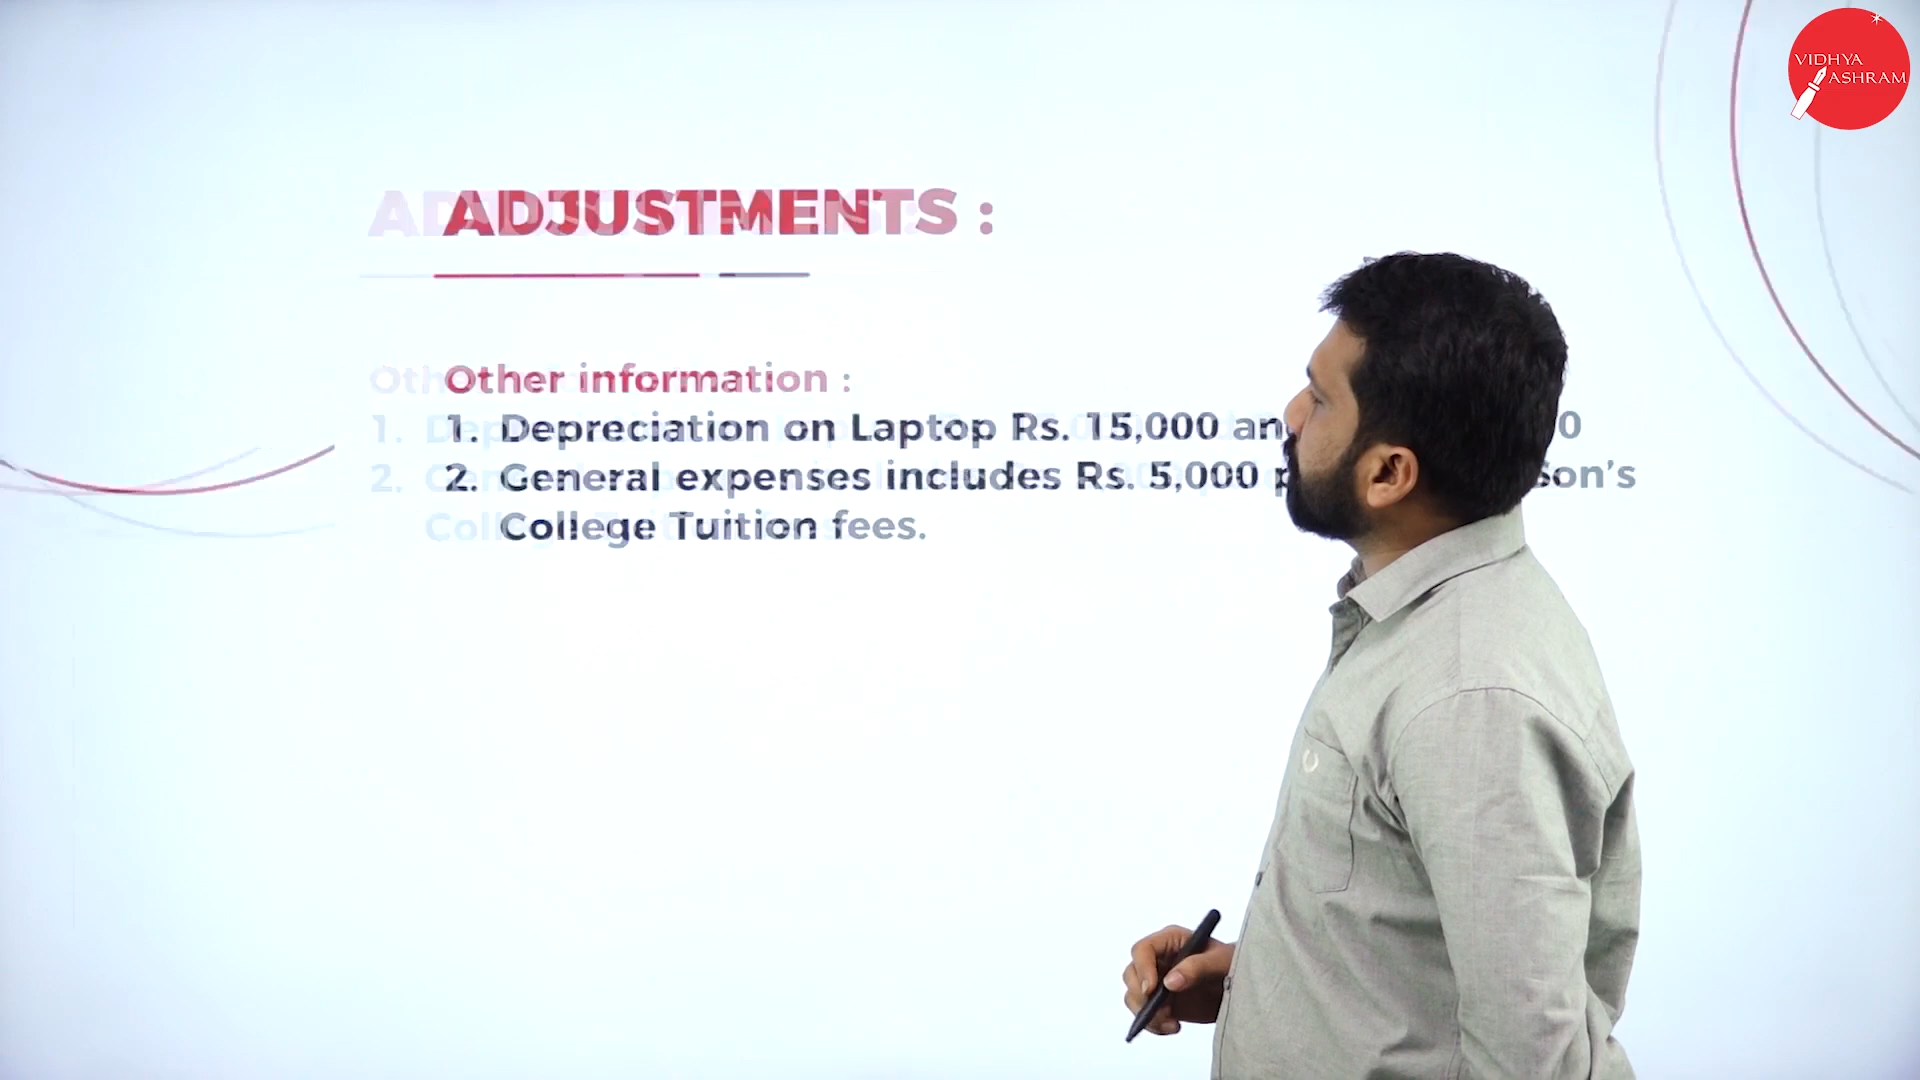 VIDHYA
ASHRAM
ADJUSTMENTS :
Other information :
1. Depreciation on Laptop Rs. 15,000
2. General expenses includes Rs. 5,000 Son's
College Tuition fees.